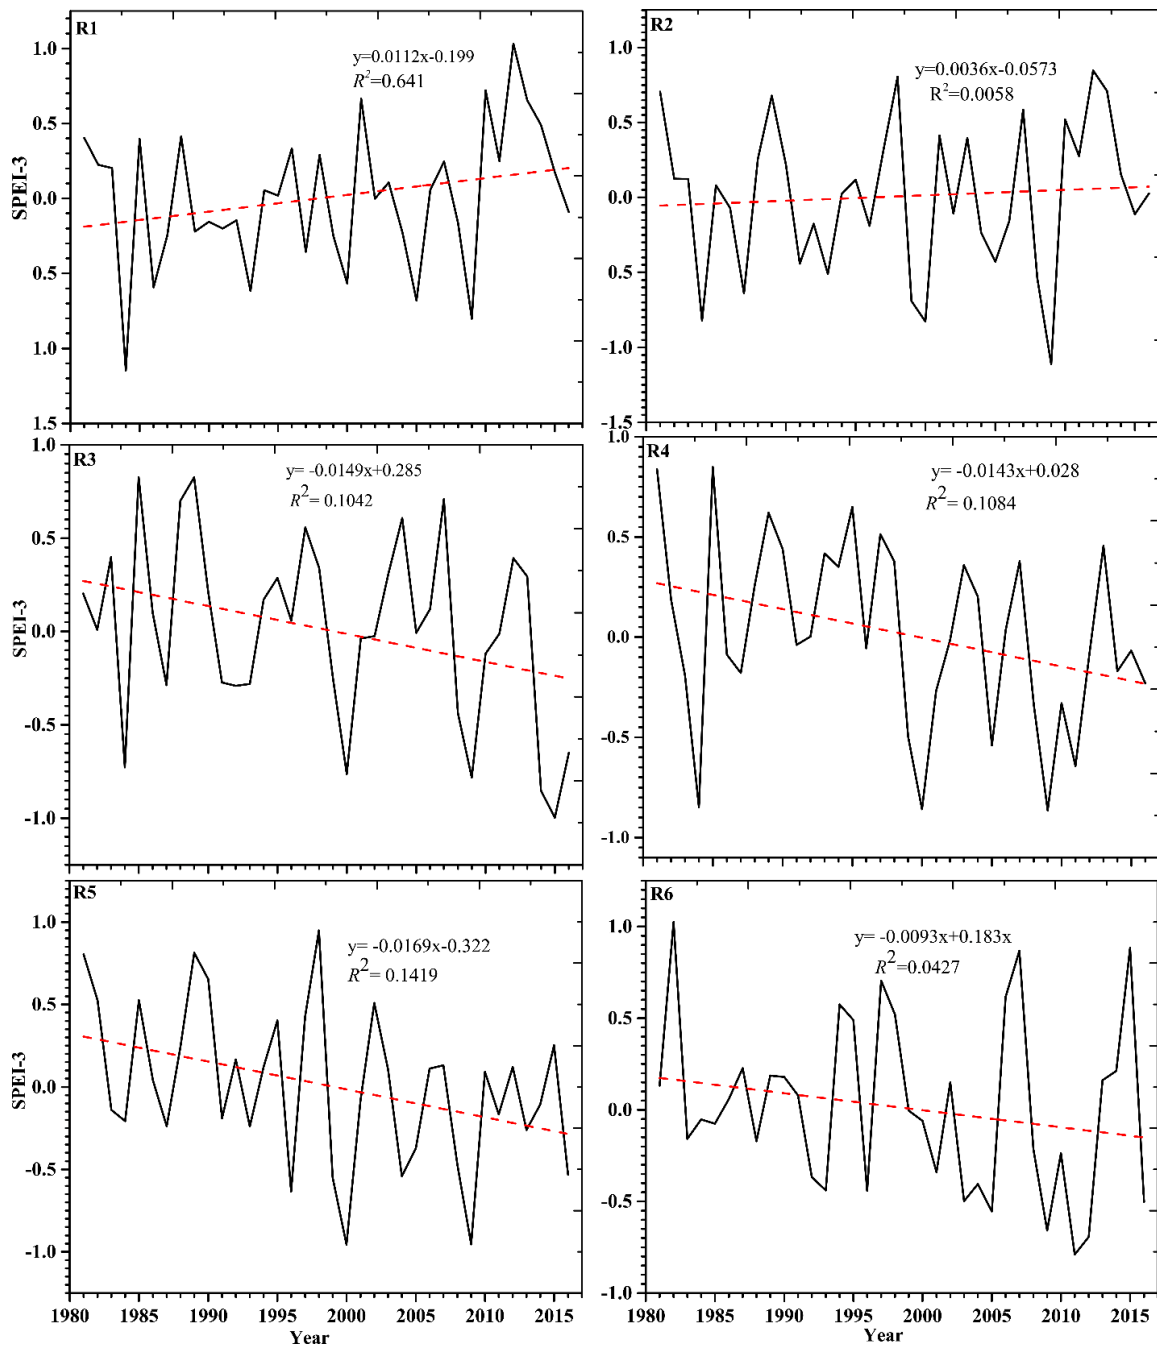 R1
y=0.0112x-0.199
R²=0.641
SPEI-3
1.0
0.5
0.0
0.5
1.0
1.5
R2
y=0.0036x-0.0573
R²=0.0058
1.0
0.5
0.0
-0.5
-1.0
-1.5
R3
y= -0.0149x+0.285
R²= 0.1042
SPEI-3
1.0
0.5
0.0
-0.5
-1.0
R4
y= -0.0143x+0.028
R²= 0.1084
1.0
0.5
0.0
-0.5
-1.0
R5
y= -0.0169x-0.322
R²= 0.1419
SPEI-3
1.0
0.5
0.0
-0.5
-1.0
1980 1985 1990 1995 2000 2005 2010 2015
Year
R6
y= -0.0093x+0.183x
R²=0.0427
1.0
0.5
0.0
-0.5
-1.0
1980 1985 1990 1995 2000 2005 2010 2015
Year